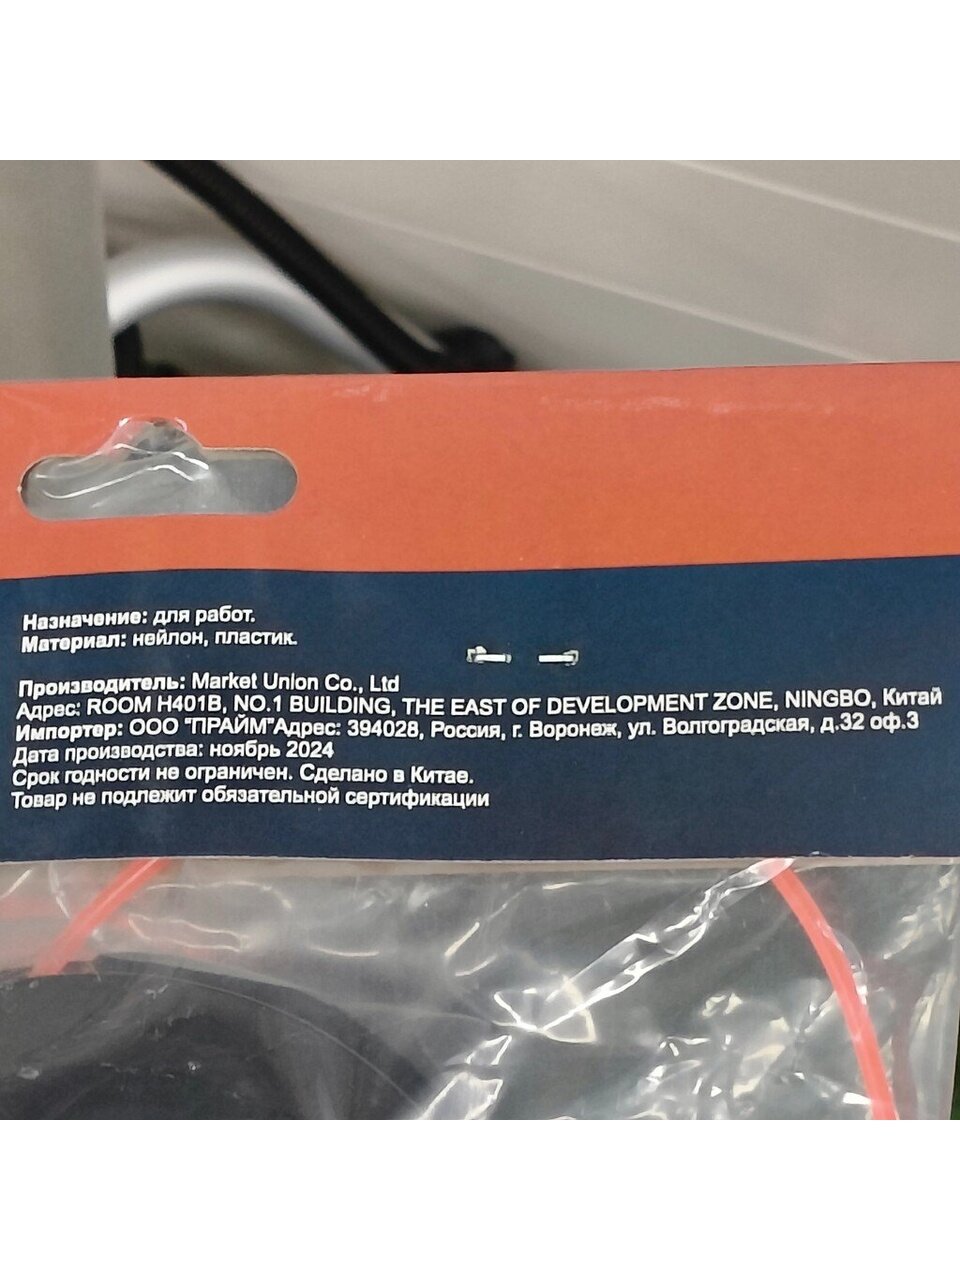 Назначение: для работ.
Материал: нейлон, пластик.
Производитель: Market Union Co., Ltd
Адрес: ROOM H401B, NO.1 BUILDING, THE EAST OF DEVELOPMENT ZONE, NINGBO, Китай
Импортер: ООО "ПРАЙМ"Адрес: 394028, Россия, г. Воронеж, ул. Волгоградская, д.32 оф.3
Дата производства: ноябрь 2024
Срок годности не ограничен. Сделано в Китае.
Товар не подлежит обязательной сертификации